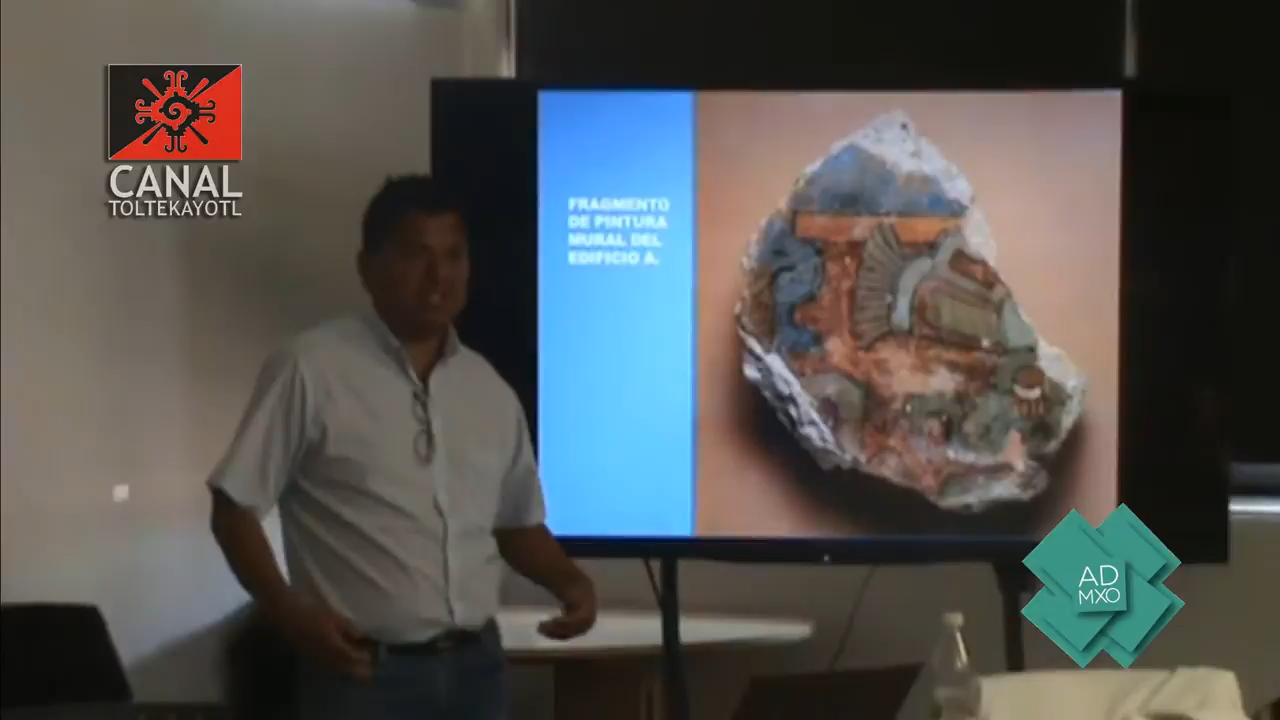 CANAL
TOLTEKAYOTL
FRAGMENTO
DE PINTURA
MURAL DEL
EDIFICIO A.
AD
MXO